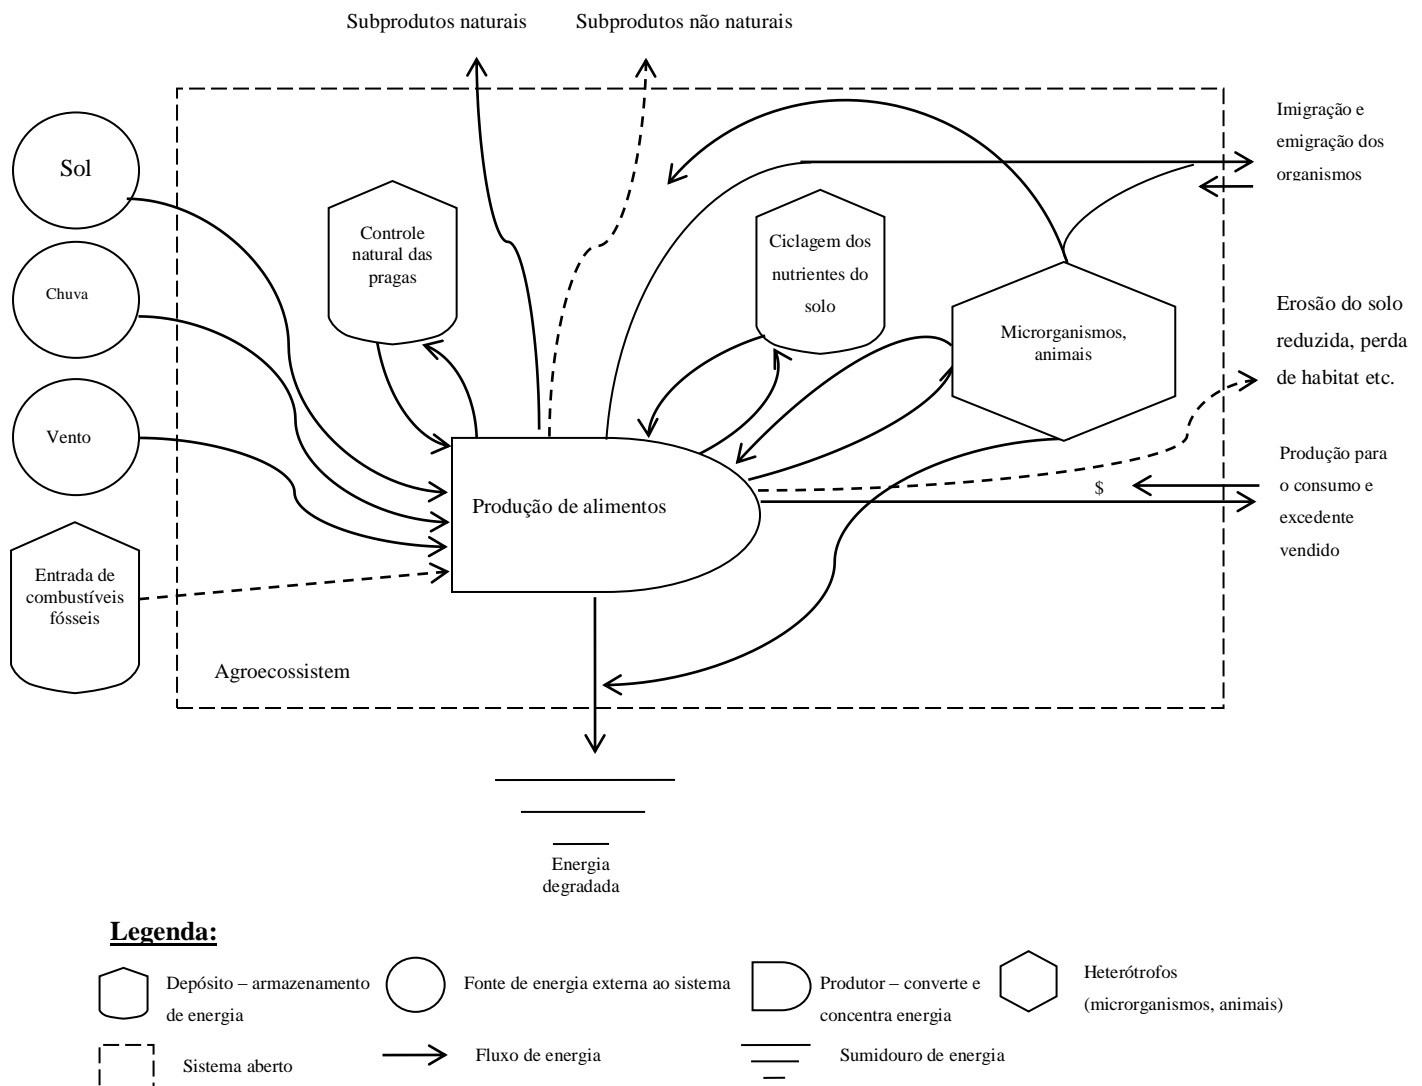 Subprodutos naturais
Subprodutos não naturais
Sol
Chuva
Vento
Entrada de
combustíveis
fósseis
Controle
natural das
pragas
Ciclagem dos
nutrientes do
solo
Microrganismos,
animais
Produção de alimentos
Agroecossistem
$
Imigração e
emigração dos
organismos
Erosão do solo
reduzida, perda
de habitat etc.
Produção para
o consumo e
excedente
vendido
Energia
degradada
Legenda:
Depósito – armazenamento
de energia
Fonte de energia externa ao sistema
Produtor – converte e
concentra energia
Heterótrofos
(microrganismos, animais)
Sistema aberto
Fluxo de energia
Sumidouro de energia